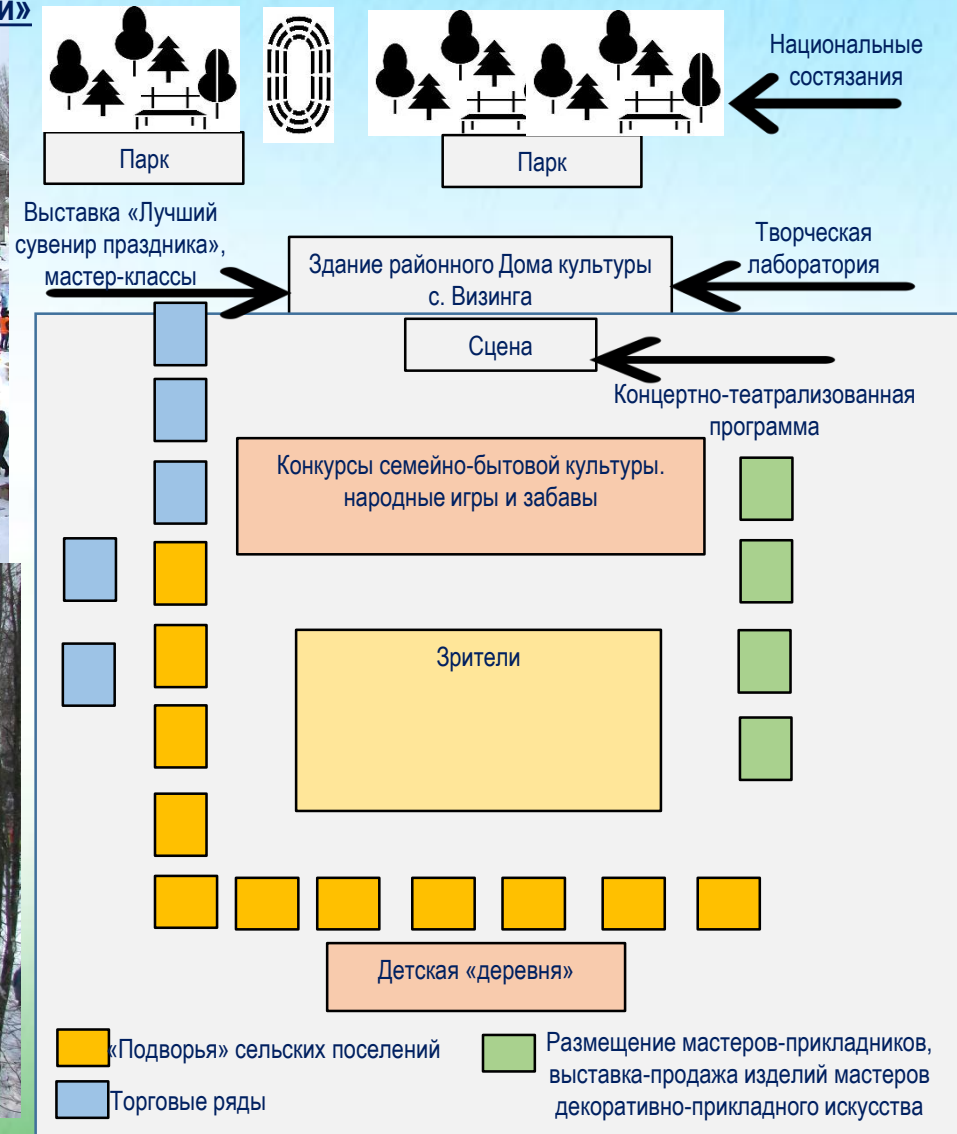 и»
Национальные
состязания
Парк
Парк
Выставка «Лучший
сувенир праздника»,
мастер-классы
Здание районного Дома культуры
с. Визинга
Творческая
лаборатория
Сцена
Концертно-театрализованная
программа
Конкурсы семейно-бытовой культуры.
народные игры и забавы
Зрители
Детская «деревня»
«Подворья» сельских поселений
Торговые ряды
Размещение мастеров-прикладников,
выставка-продажа изделий мастеров
декоративно-прикладного искусства